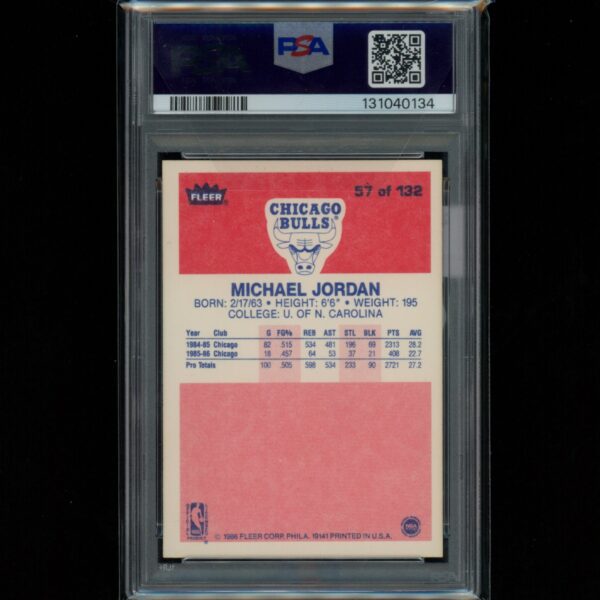 PSA
131040134
FLEER
57 of 132
CHICAGO
BULLS
MICHAEL JORDAN
BORN: 2/17/63 • HEIGHT: 6'6" • WEIGHT: 195
COLLEGE: U. OF N. CAROLINA
Year Club G FG% REB AST STL BLK PTS AVG
1984-85 Chicago 82 .515 534 481 196 69 2313 28.2
1985-86 Chicago 18 .457 64 53 37 21 408 22.7
Pro Totals 100 .505 598 534 233 90 2721 27.2
© 1986 FLEER CORP. PHILA. 19141 PRINTED IN U.S.A.